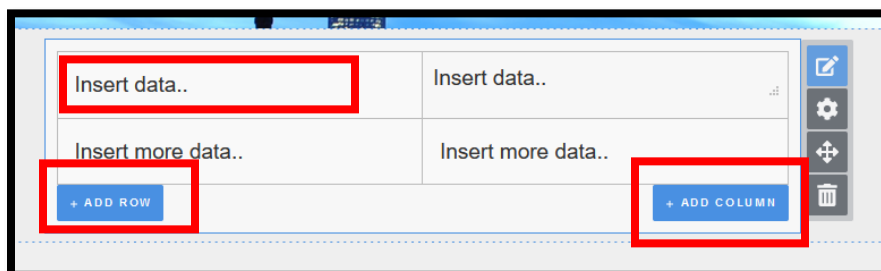 Insert data.. Insert data..
Insert more data.. Insert more data..
+ ADD ROW + ADD COLUMN